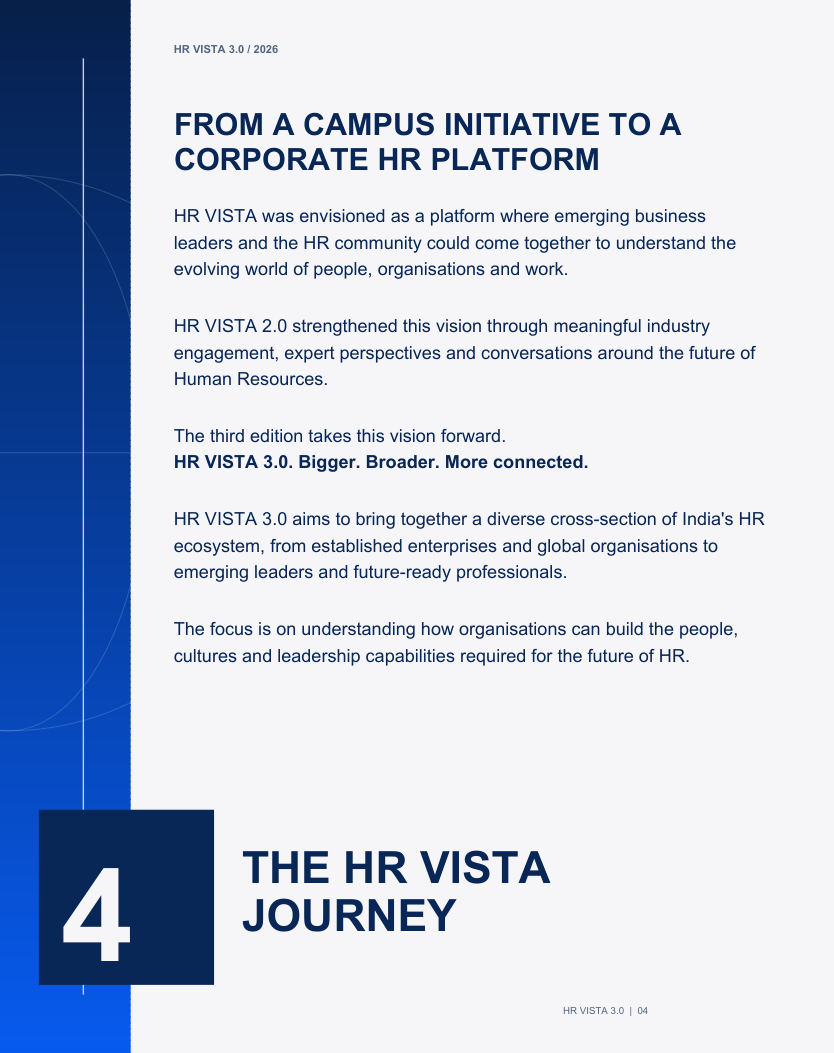 HR VISTA 3.0 / 2026
FROM A CAMPUS INITIATIVE TO A
CORPORATE HR PLATFORM
HR VISTA was envisioned as a platform where emerging business
leaders and the HR community could come together to understand the
evolving world of people, organisations and work.
HR VISTA 2.0 strengthened this vision through meaningful industry
engagement, expert perspectives and conversations around the future of
Human Resources.
The third edition takes this vision forward.
HR VISTA 3.0. Bigger. Broader. More connected.
HR VISTA 3.0 aims to bring together a diverse cross-section of India's HR
ecosystem, from established enterprises and global organisations to
emerging leaders and future-ready professionals.
The focus is on understanding how organisations can build the people,
cultures and leadership capabilities required for the future of HR.
4
THE HR VISTA
JOURNEY
HR VISTA 3.0 | 04